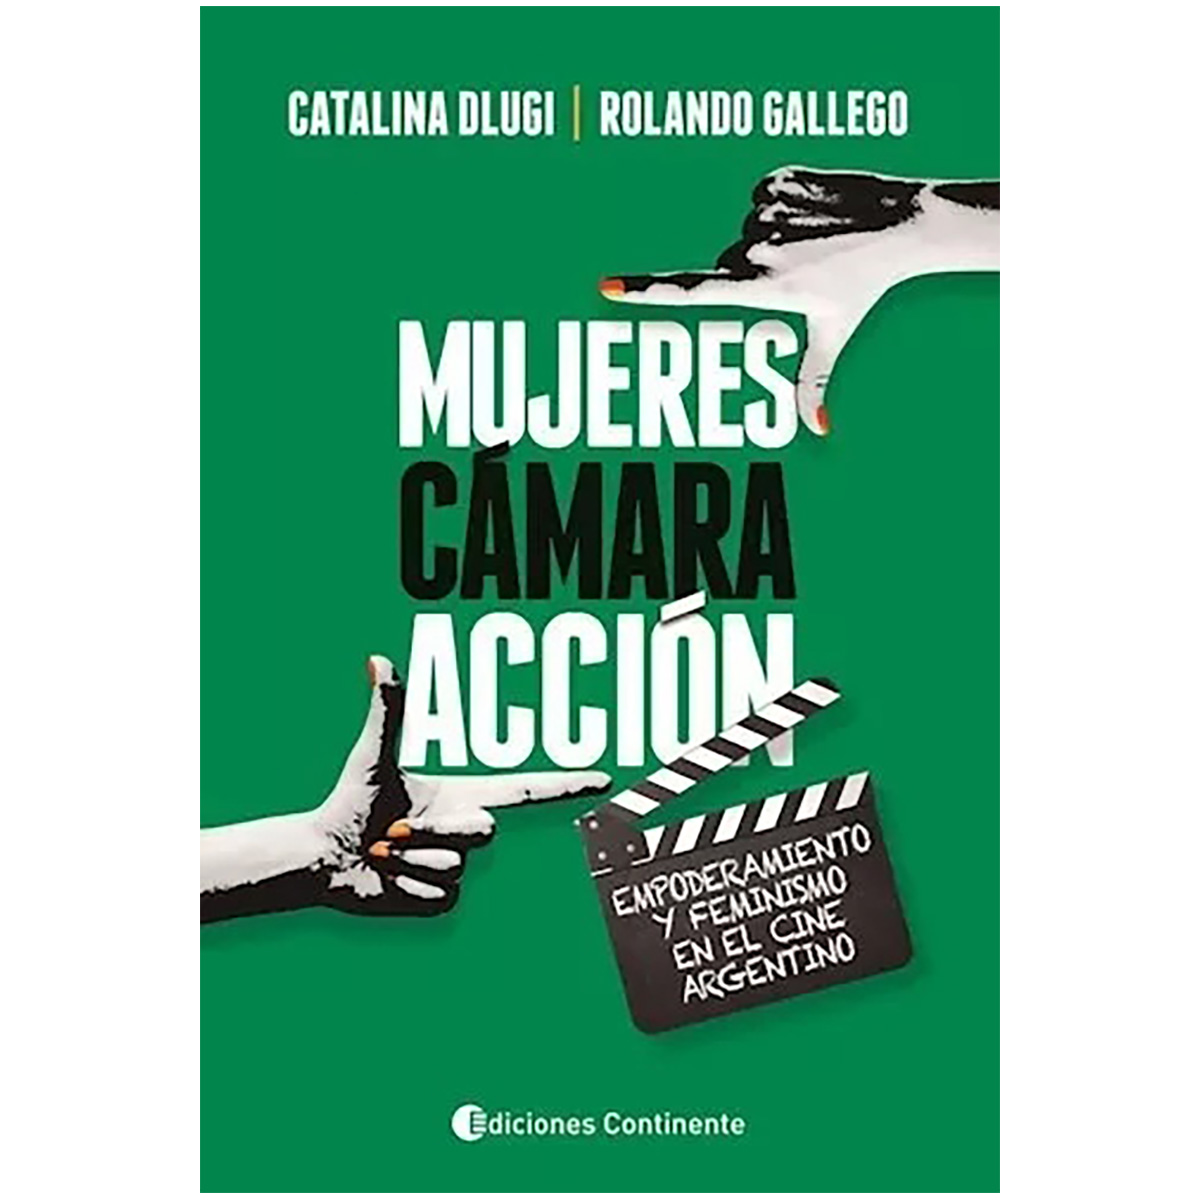 CATALINA DLUGI | ROLANDO GALLEGO
MUJERES
CÁMARA
ACCIÓN
EMPODERAMIENTO
Y FEMINISMO
EN EL CINE
ARGENTINO
Ediciones Continente